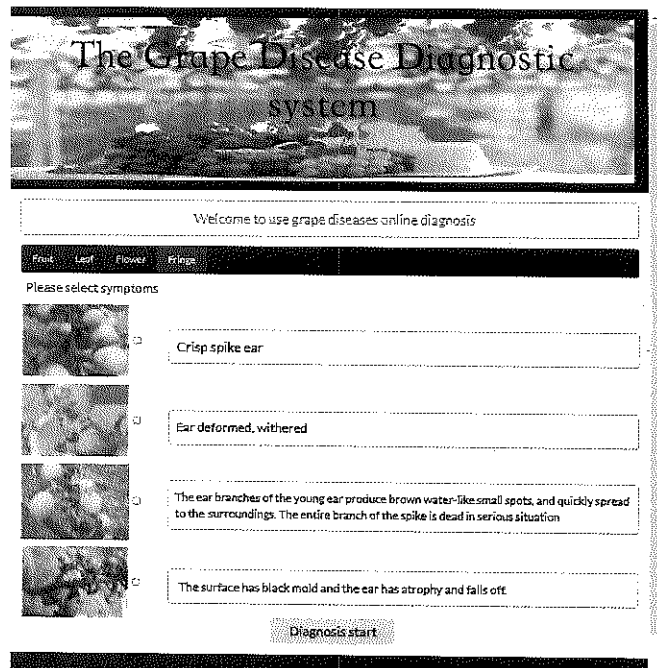 The Grape Disease Diagnostic
system
Welcome to use grape diseases online diagnosis
Fruit Leaf Flower Fringe
Please select symptoms
Crisp spike ear
Ear deformed, withered
The ear branches of the young ear produce brown water-like small spots, and quickly spread
to the surroundings. The entire branch of the spike is dead in serious situation
The surface has black mold and the ear has atrophy and falls off.
Diagnosis start